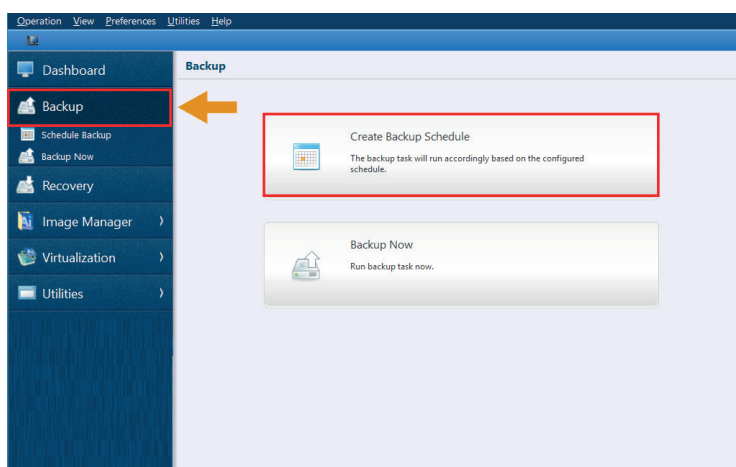 Operation View Preferences Utilities Help
Dashboard
Backup
Schedule Backup
Backup Now
Recovery
Image Manager
Virtualization
Utilities
Backup
Create Backup Schedule
The backup task will run accordingly based on the configured
schedule.
Backup Now
Run backup task now.